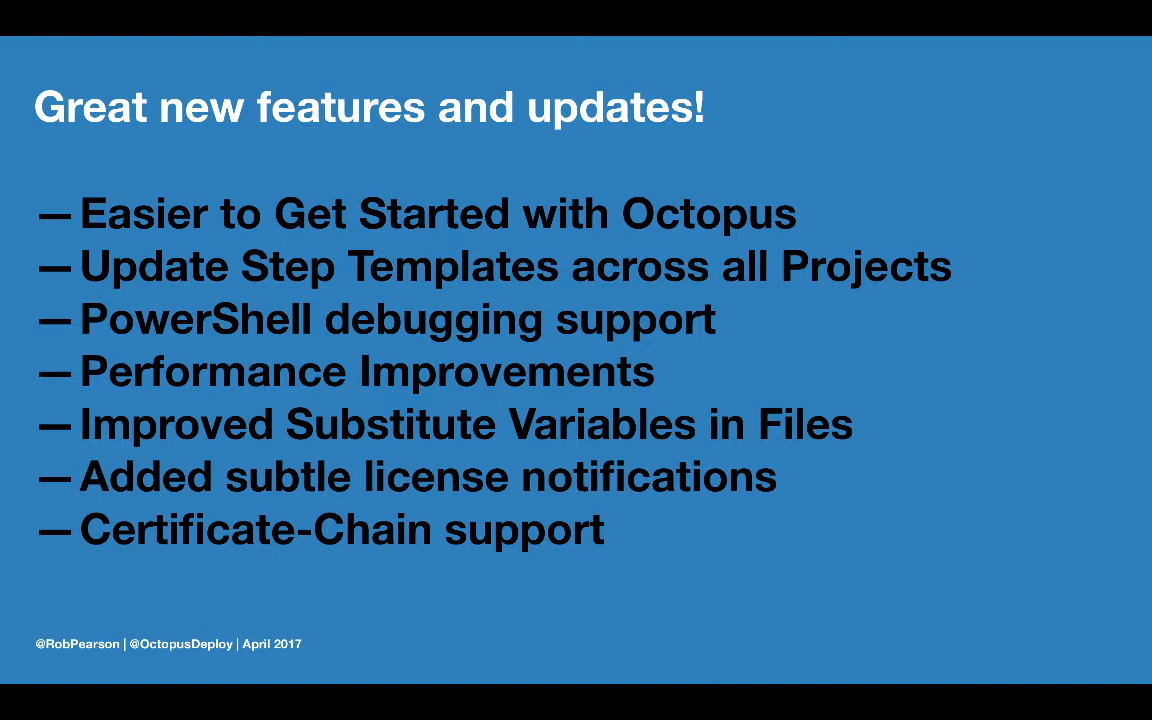 Great new features and updates!
— Easier to Get Started with Octopus
— Update Step Templates across all Projects
— PowerShell debugging support
— Performance Improvements
— Improved Substitute Variables in Files
— Added subtle license notifications
— Certificate-Chain support
@RobPearson | @OctopusDeploy | April 2017